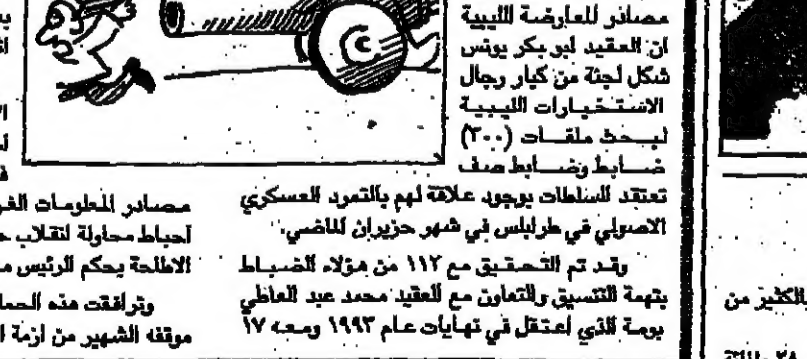 مصادر للعارضة الليبية
ان العقيد ابو بكر يونس
شكل لجنة من كبار رجال
الاستخبارات الليبية
لبحث ملفات (٣٠٠)
ضابط وضابط صف
تعتقد السلطات بوجود علاقة لهم بالتمرد العسكري
الاصولي في طرابلس في شهر حزيران الماضي.
وقد تم التحقيق مع ١١٢ من هؤلاء الضباط
بتهمة التنسيق والتعاون مع العقيد محمد عبد العاطي
بومة الذي اعتقل في نهايات عام ١٩٩٣ ومعه ١٧
مصادر المعلومات
احباط محاولة انقلاب
الاطاحة بحكم الرئيس
وترافقت هذه
موقفه الشهير من ازمة
بالكثير من